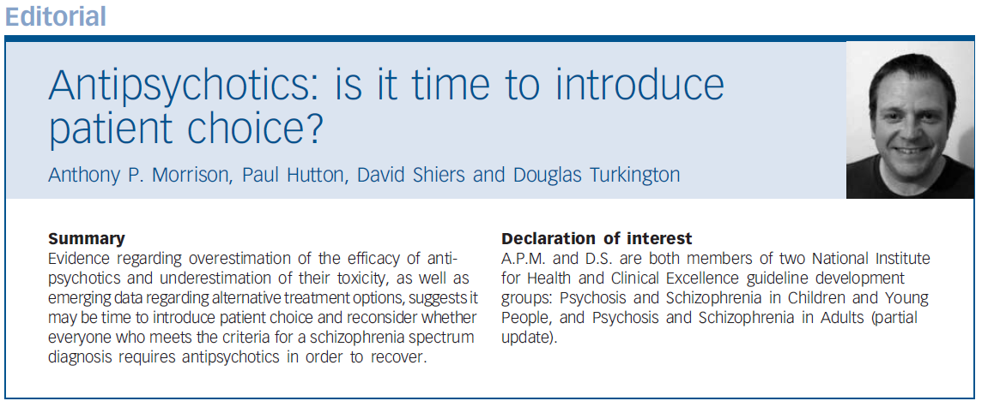 Editorial
Antipsychotics: is it time to introduce
patient choice?
Anthony P. Morrison, Paul Hutton, David Shiers and Douglas Turkington
Summary
Evidence regarding overestimation of the efficacy of anti-
psychotics and underestimation of their toxicity, as well as
emerging data regarding alternative treatment options, suggests it
may be time to introduce patient choice and reconsider whether
everyone who meets the criteria for a schizophrenia spectrum
diagnosis requires antipsychotics in order to recover.
Declaration of interest
A.P.M. and D.S. are both members of two National Institute
for Health and Clinical Excellence guideline development
groups: Psychosis and Schizophrenia in Children and Young
People, and Psychosis and Schizophrenia in Adults (partial
update).